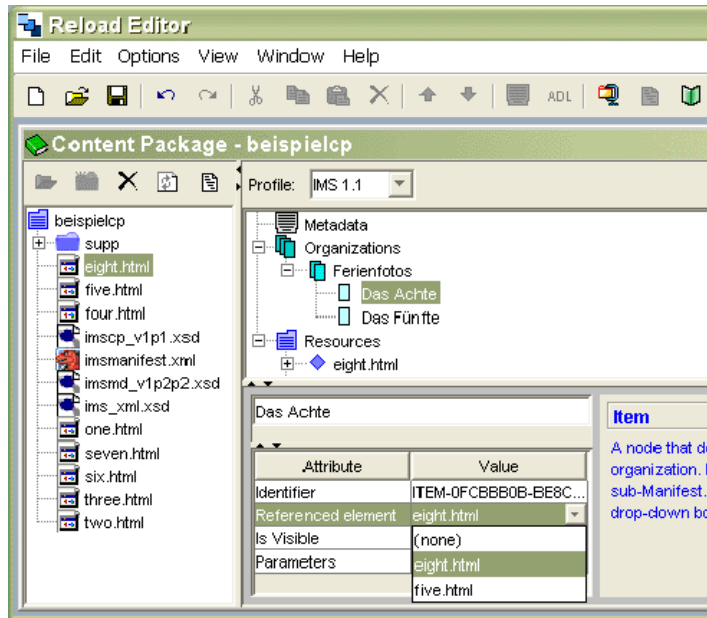 Reload Editor
File Edit Options View Window Help
ADL
Content Package - beispielcp
Profile: IMS 1.1
beispielcp
supp
eight.html
five.html
four.html
imscp_v1p1.xsd
imsmanifest.xml
imsmd_v1p2p2.xsd
ims_xml.xsd
one.html
seven.html
six.html
three.html
two.html
Metadata
Organizations
Ferienfotos
Das Achte
Das Fünfte
Resources
eight.html
Das Achte
Attribute Value
Identifier ITEM-0FCBBB0B-BE8C...
Referenced element eight.html
Is Visible
Parameters
(none)
eight.html
five.html
Item
A node that d
organization.
sub-Manifest.
drop-down bo